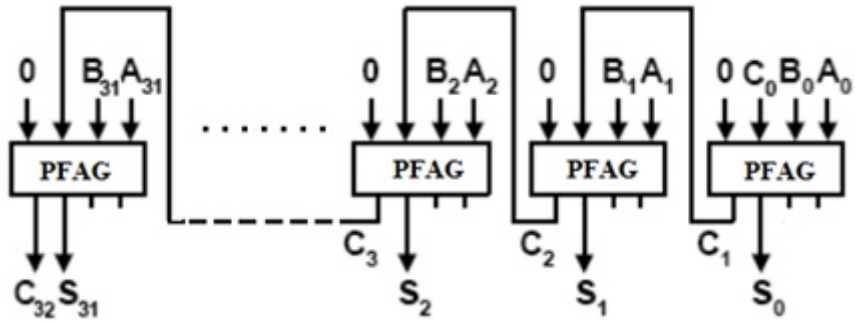 0 B31 A31 0 B2 A2 0 B1 A1 0 C0 B0 A0
PFAG PFAG PFAG PFAG
C3 C2 C1
C32 S31 S2 S1 S0